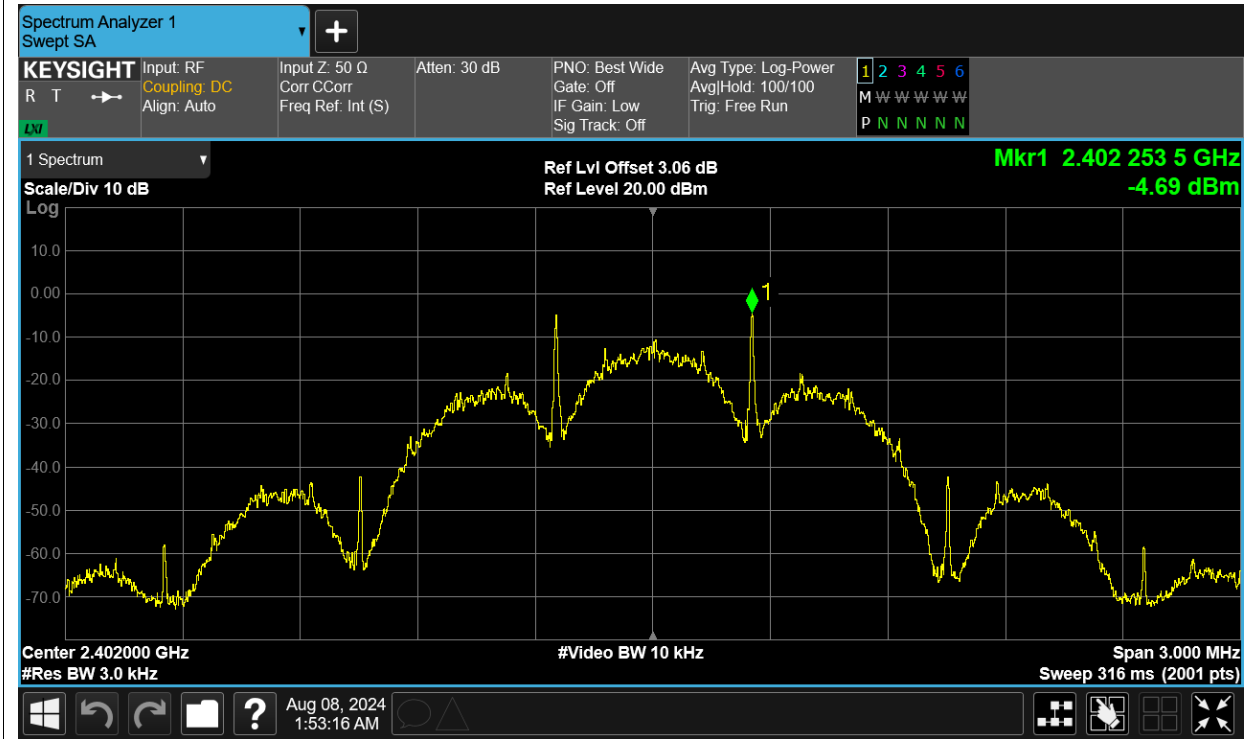 Spectrum Analyzer 1
Swept SA
+
KEYSIGHT
R T
LXI
Input: RF
Coupling: DC
Align: Auto
Input Z: 50 Ω
Corr CCorr
Freq Ref: Int (S)
Atten: 30 dB
PNO: Best Wide
Gate: Off
IF Gain: Low
Sig Track: Off
Avg Type: Log-Power
Avg|Hold: 100/100
Trig: Free Run
1 2 3 4 5 6
M W W W W W
P N N N N N
1 Spectrum
Scale/Div 10 dB
Log
Ref Lvl Offset 3.06 dB
Ref Level 20.00 dBm
Mkr1 2.402 253 5 GHz
-4.69 dBm
10.0
0.00
-10.0
-20.0
-30.0
-40.0
-50.0
-60.0
-70.0
1
Center 2.402000 GHz
#Res BW 3.0 kHz
#Video BW 10 kHz
Span 3.000 MHz
Sweep 316 ms (2001 pts)
?
Aug 08, 2024
1:53:16 AM